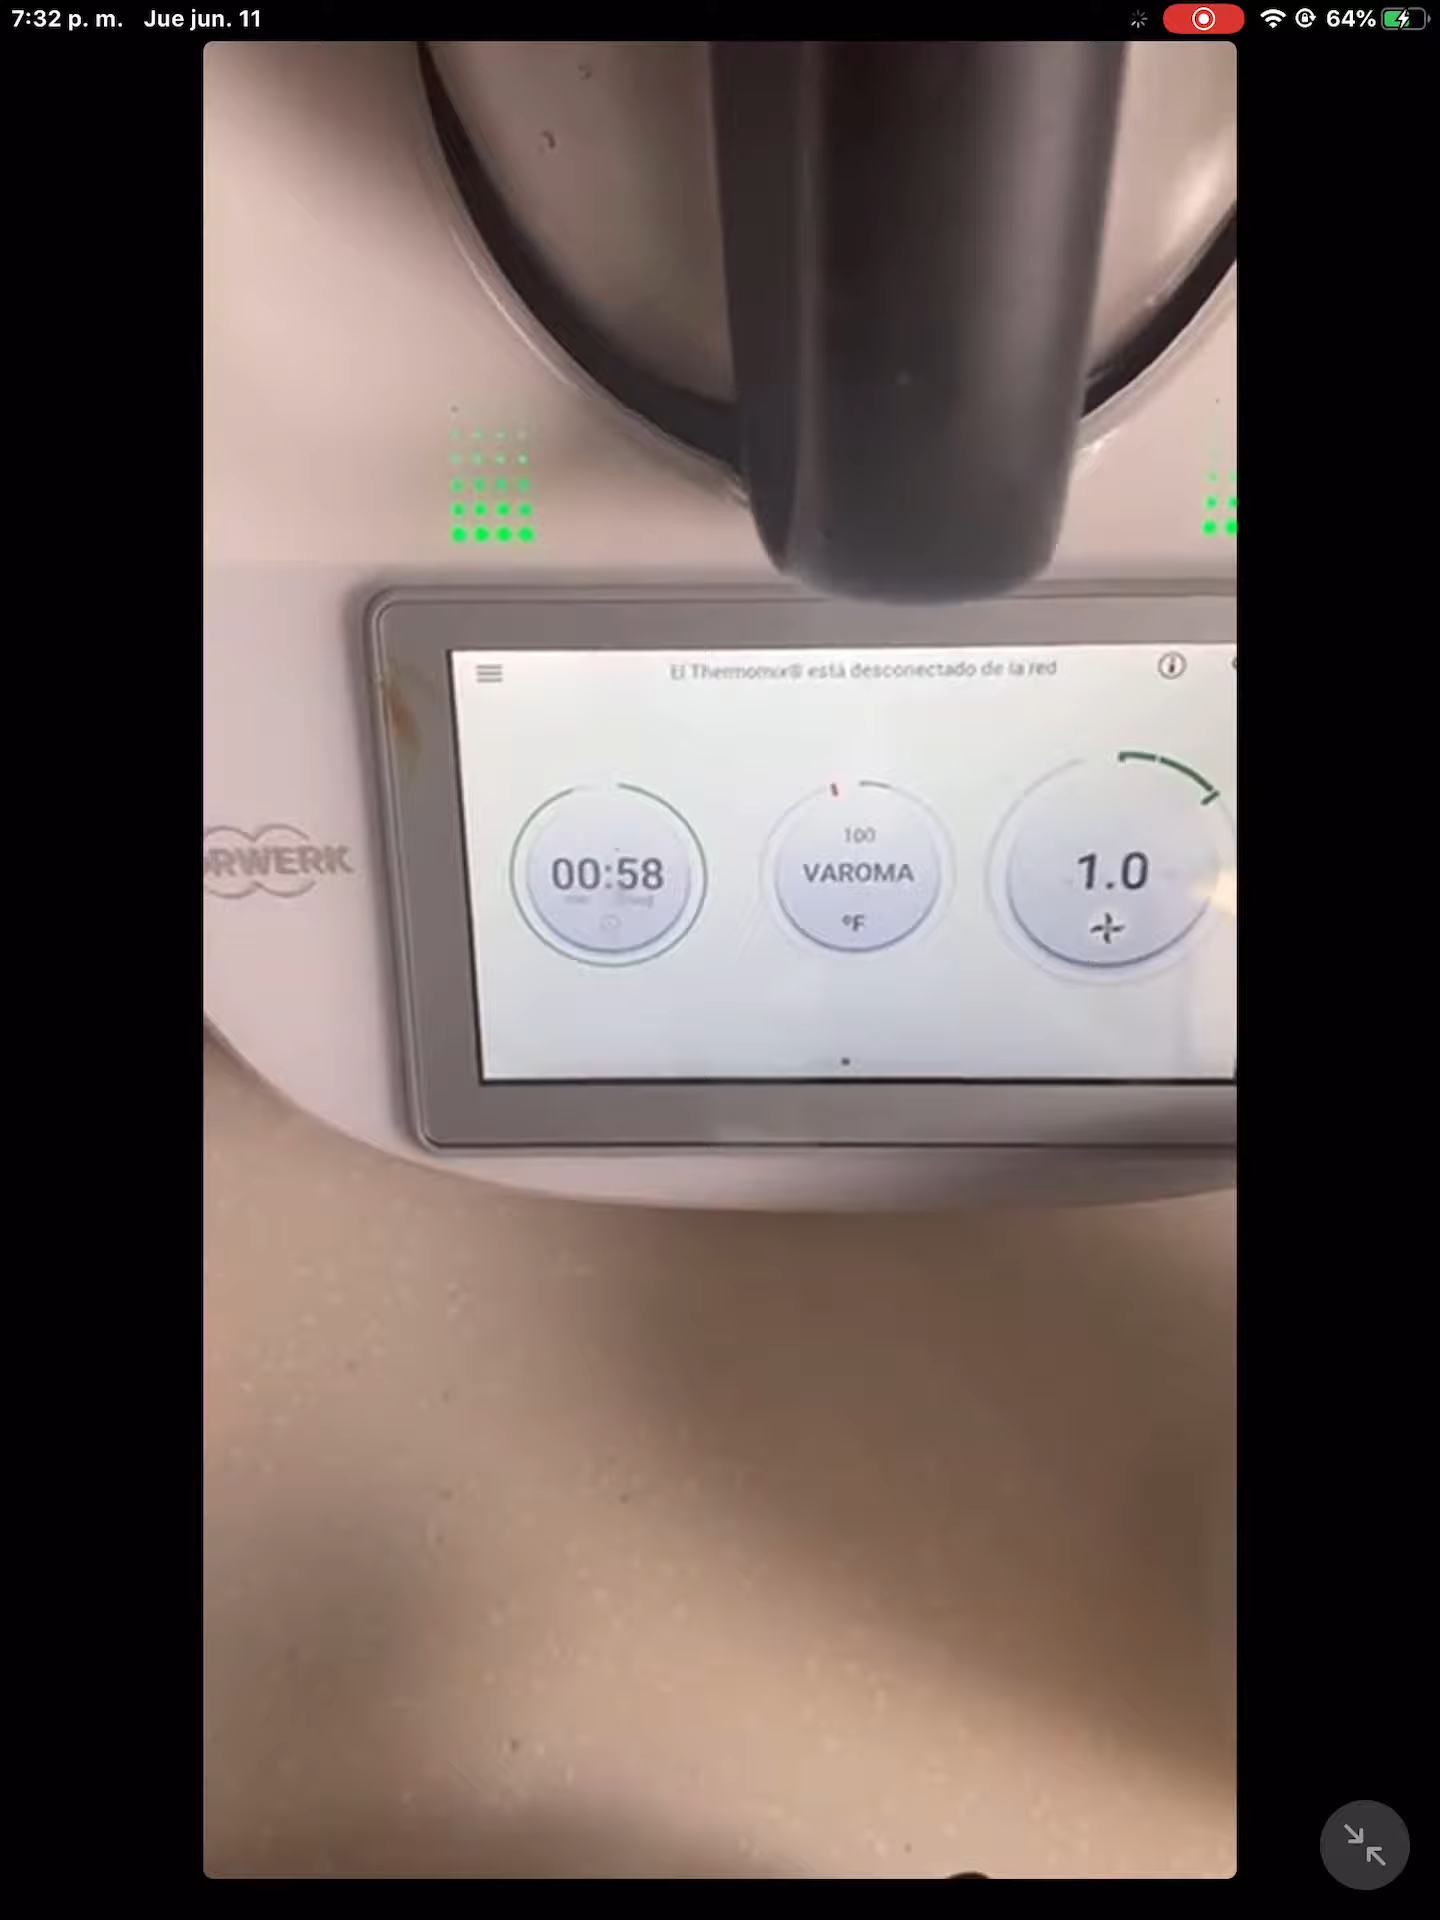 7:32 p. m. Jue jun. 11
64%
El Thermomix® está desconectado de la red
00:58
100
VAROMA
°F
1.0
ORWERK